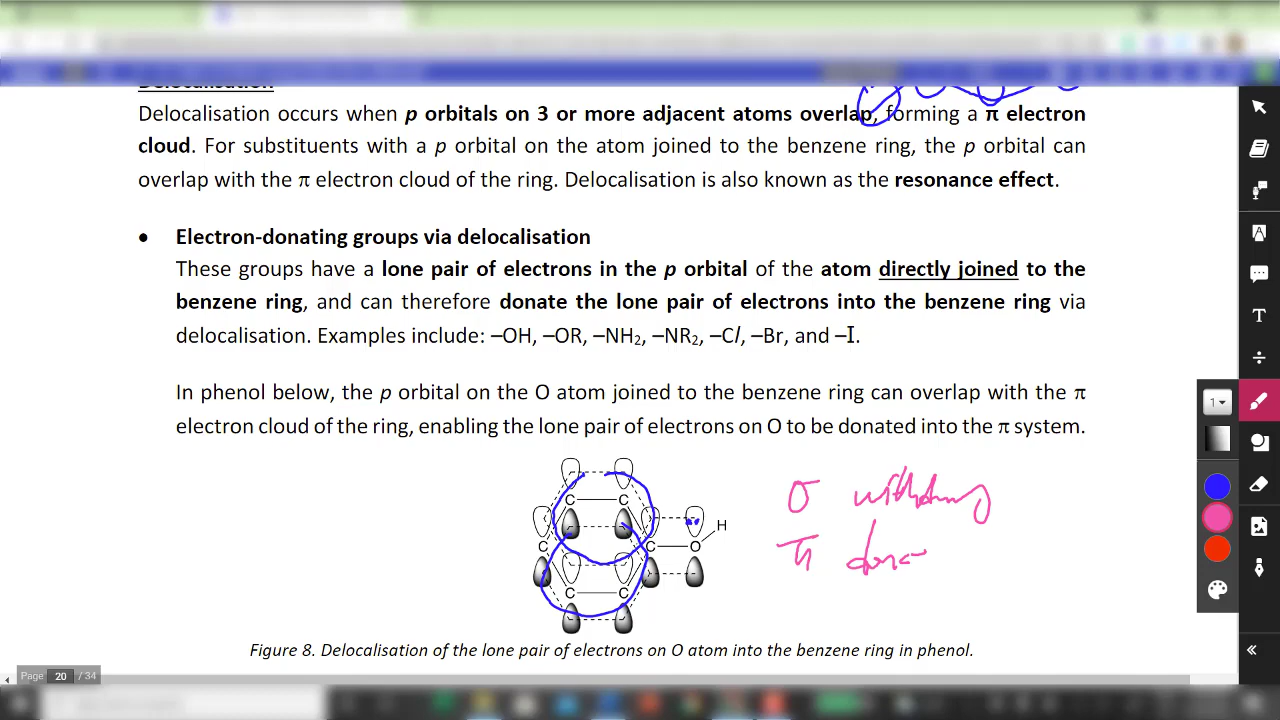 Delocalisation
Delocalisation occurs when p orbitals on 3 or more adjacent atoms overlap, forming a π electron
cloud. For substituents with a p orbital on the atom joined to the benzene ring, the p orbital can
overlap with the π electron cloud of the ring. Delocalisation is also known as the resonance effect.
• Electron-donating groups via delocalisation
These groups have a lone pair of electrons in the p orbital of the atom directly joined to the
benzene ring, and can therefore donate the lone pair of electrons into the benzene ring via
delocalisation. Examples include: –OH, –OR, –NH₂, –NR₂, –Cl, –Br, and –I.
In phenol below, the p orbital on the O atom joined to the benzene ring can overlap with the π
electron cloud of the ring, enabling the lone pair of electrons on O to be donated into the π system.
C C
C C O H
C C
σ
π
Figure 8. Delocalisation of the lone pair of electrons on O atom into the benzene ring in phenol.
Page 20 / 34
1
T